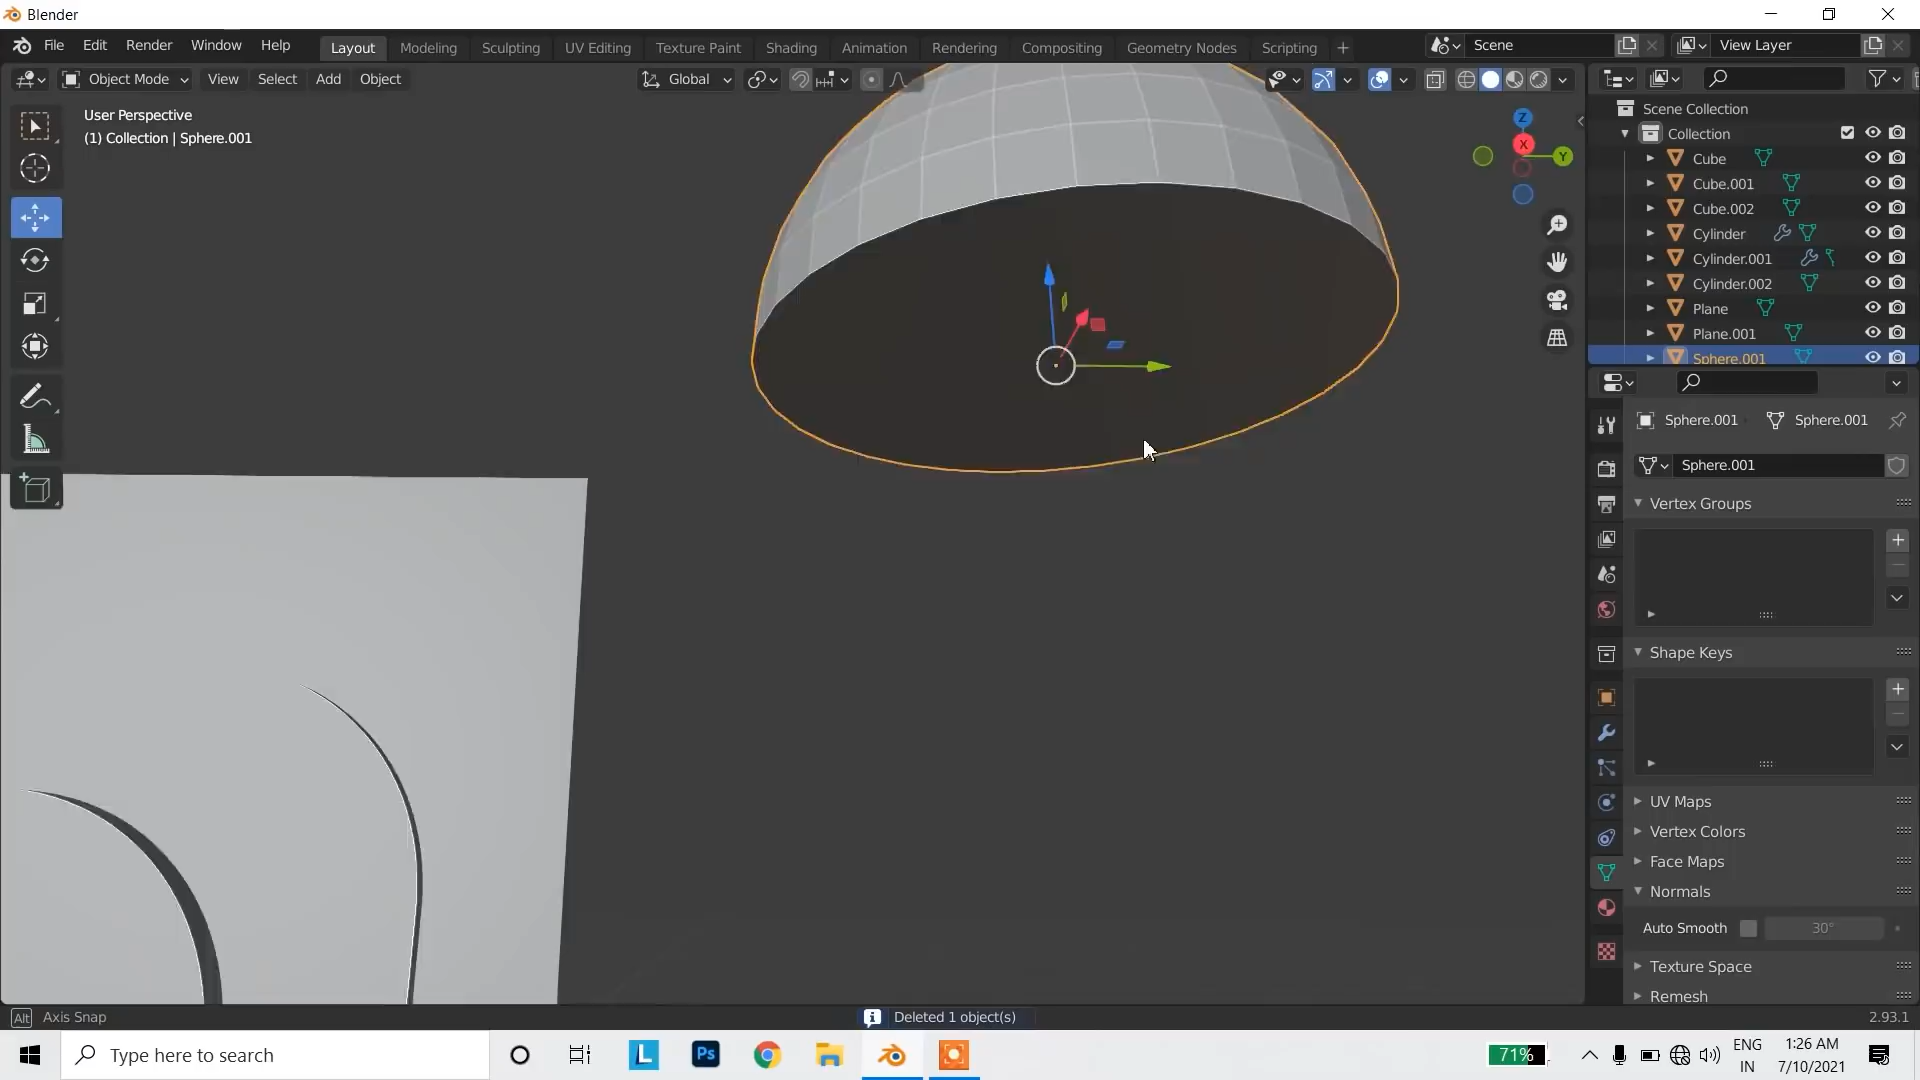 Blender
File Edit Render Window Help Layout Modeling Sculpting UV Editing Texture Paint Shading Animation Rendering Compositing Geometry Nodes Scripting + Scene View Layer
Object Mode View Select Add Object Global
User Perspective
(1) Collection | Sphere.001
Z
X
Y
Scene Collection
Collection
Cube
Cube.001
Cube.002
Cylinder
Cylinder.001
Cylinder.002
Plane
Plane.001
Sphere.001
Sphere.001 Sphere.001
Sphere.001
Vertex Groups
Shape Keys
UV Maps
Vertex Colors
Face Maps
Normals
Auto Smooth 30°
Texture Space
Remesh
Alt Axis Snap
Deleted 1 object(s)
2.93.1
Type here to search
L
Ps
71%
ENG
IN
1:26 AM
7/10/2021